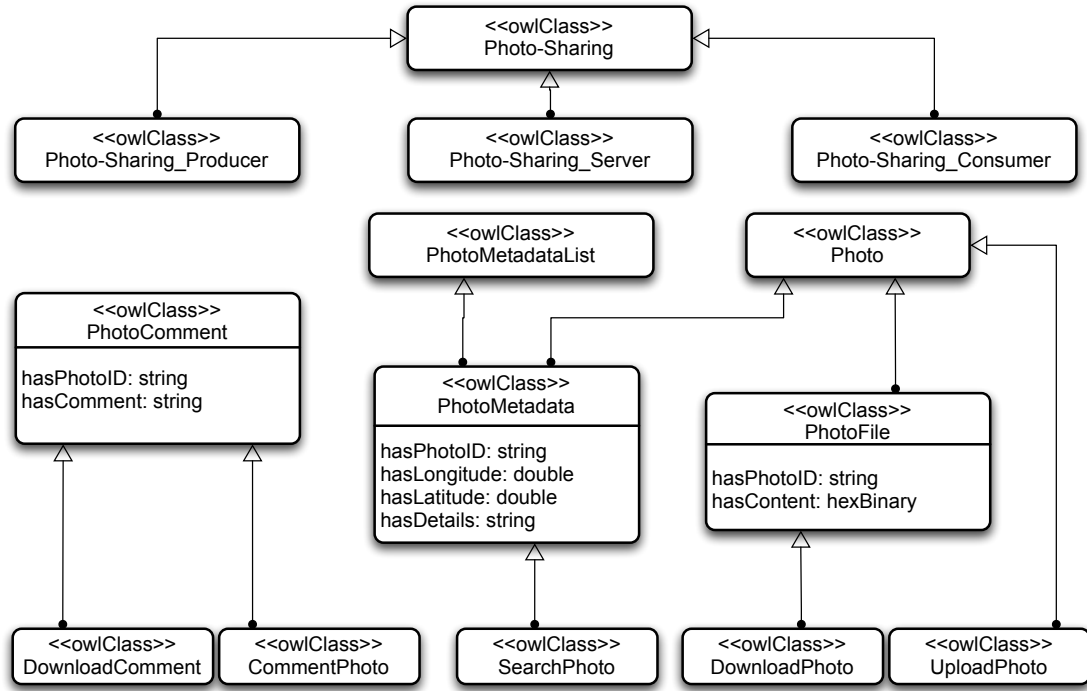 <<owlClass>>
Photo-Sharing
<<owlClass>>
Photo-Sharing_Producer
<<owlClass>>
Photo-Sharing_Server
<<owlClass>>
Photo-Sharing_Consumer
<<owlClass>>
PhotoMetadataList
<<owlClass>>
Photo
<<owlClass>>
PhotoComment
hasPhotoID: string
hasComment: string
<<owlClass>>
PhotoMetadata
hasPhotoID: string
hasLongitude: double
hasLatitude: double
hasDetails: string
<<owlClass>>
PhotoFile
hasPhotoID: string
hasContent: hexBinary
<<owlClass>>
DownloadComment
<<owlClass>>
CommentPhoto
<<owlClass>>
SearchPhoto
<<owlClass>>
DownloadPhoto
<<owlClass>>
UploadPhoto